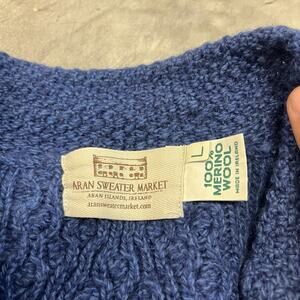 ARAN SWEATER MARKET
ARAN ISLANDS, IRELAND
aransweatermarket.com
L
100%
MERINO
WOOL
MADE IN IRELAND